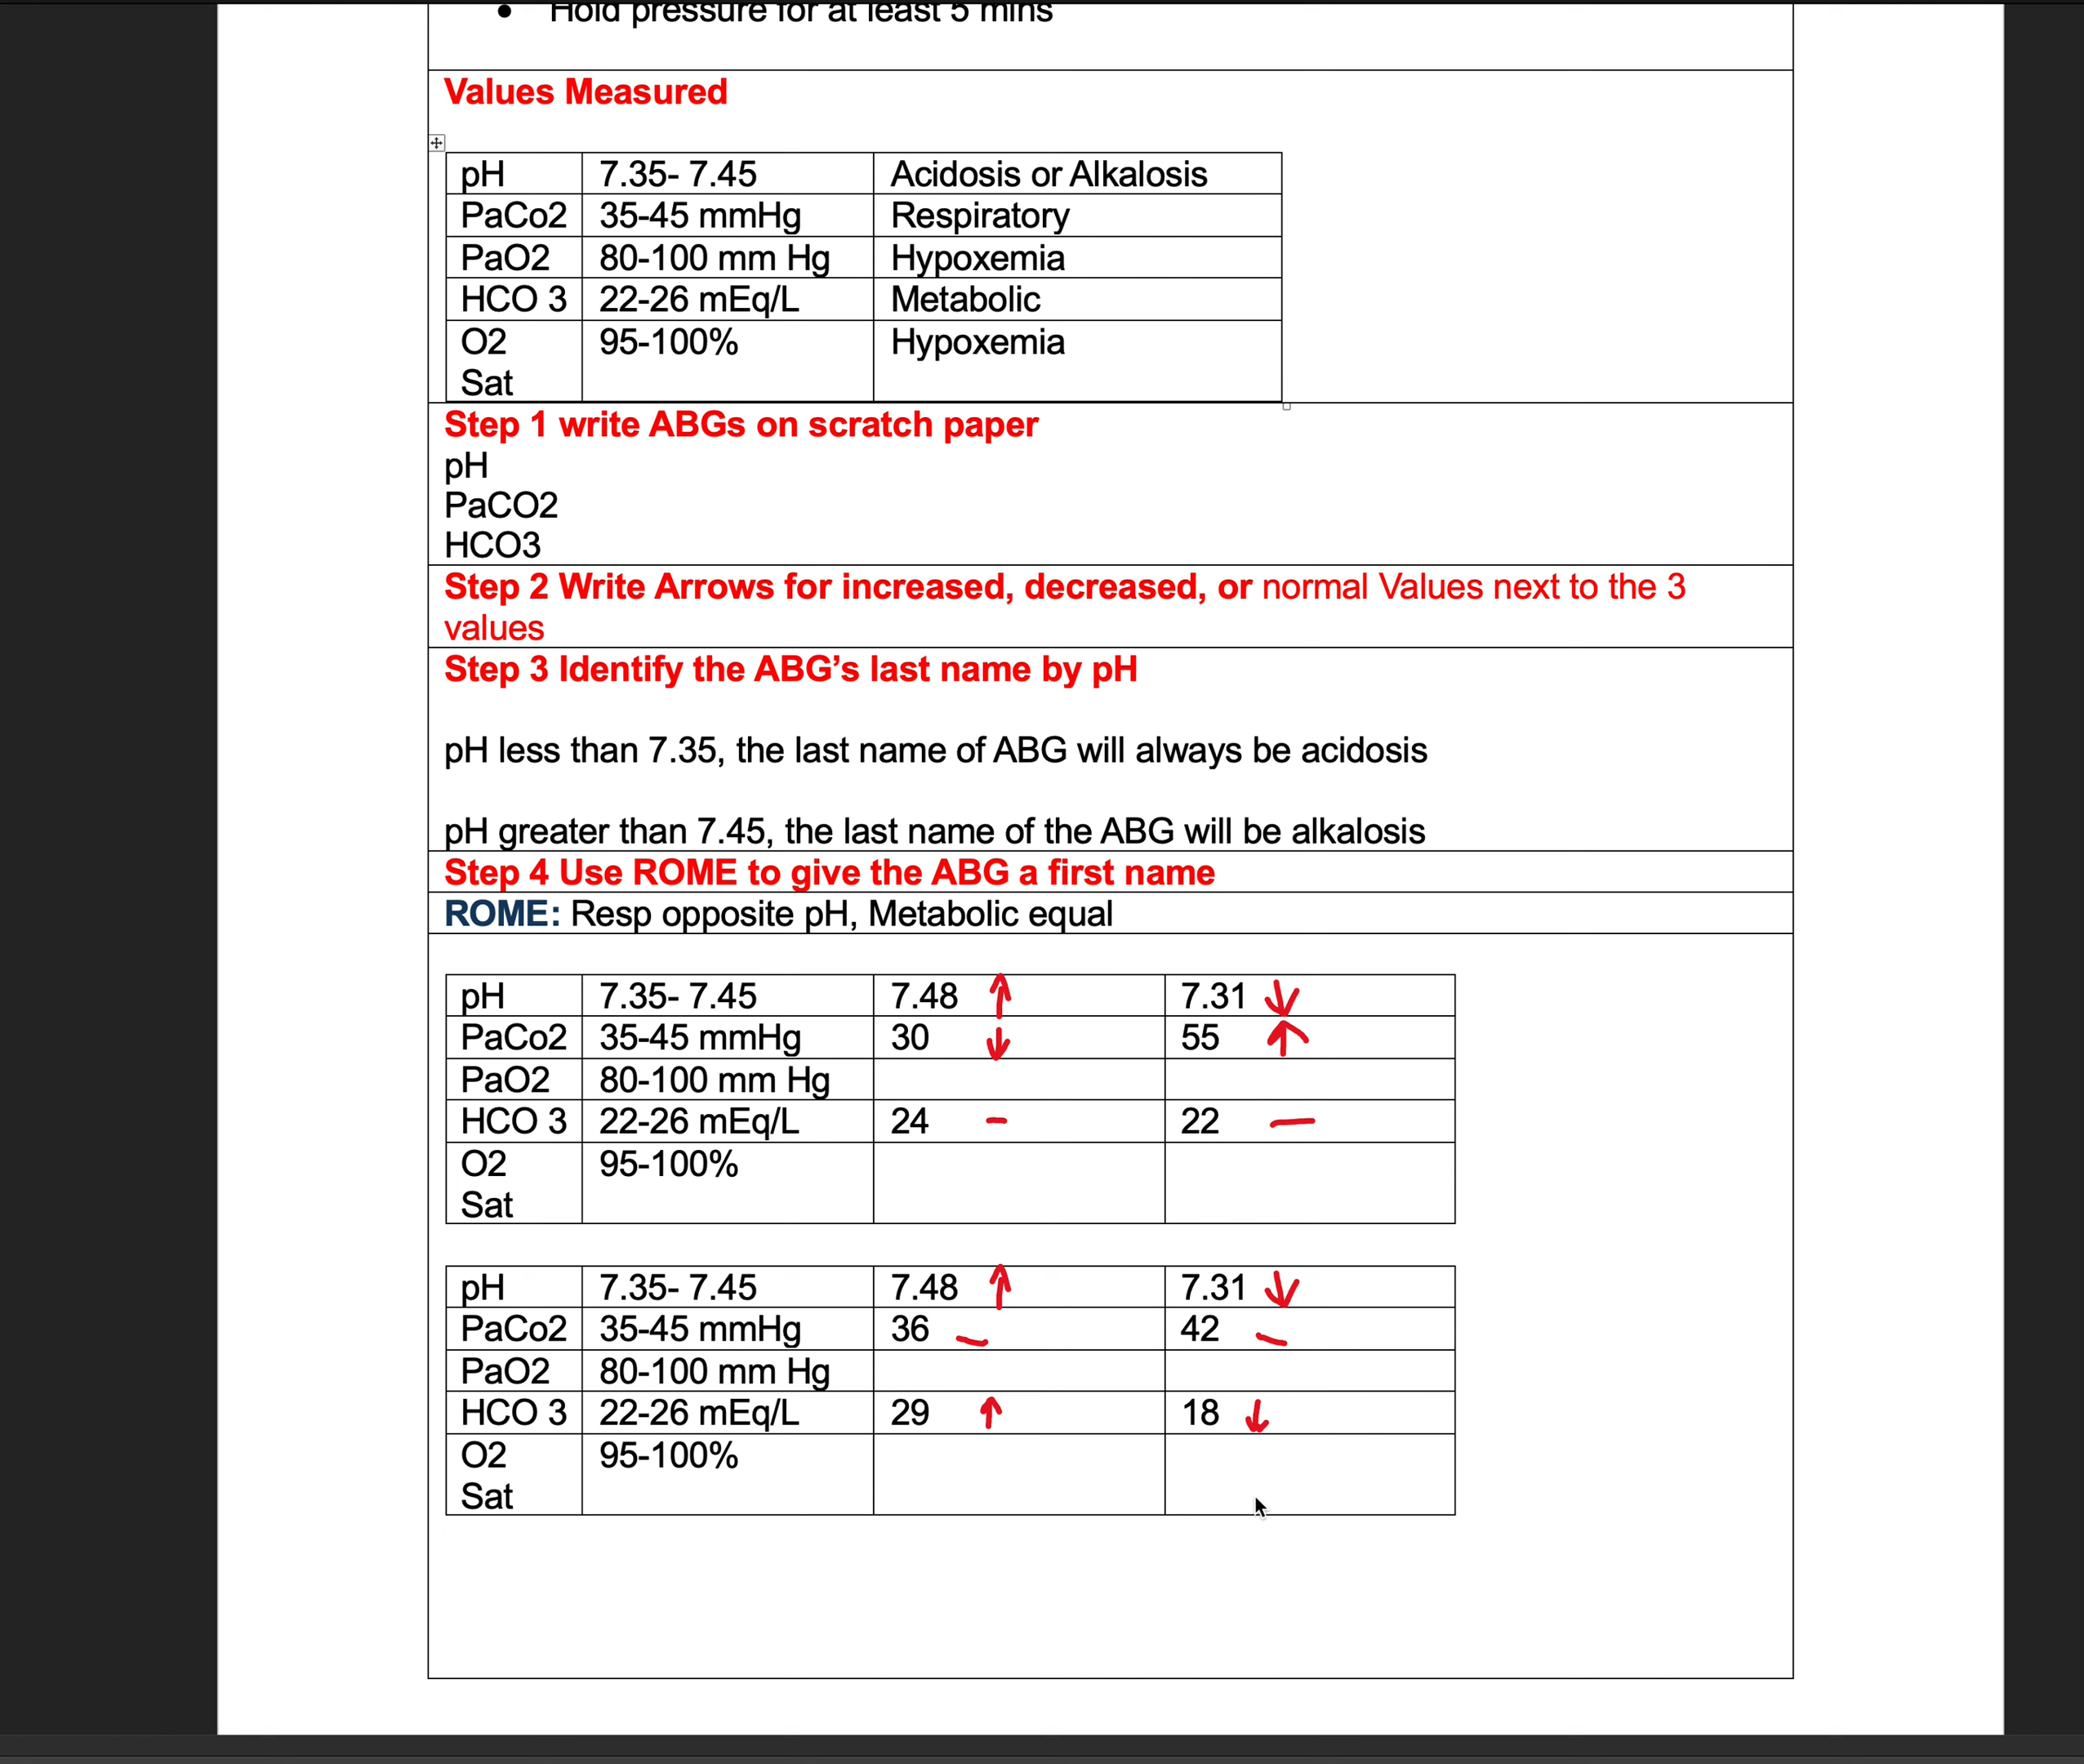 • Hold pressure for at least 5 mins
Values Measured
pH 7.35- 7.45 Acidosis or Alkalosis
PaCo2 35-45 mmHg Respiratory
PaO2 80-100 mm Hg Hypoxemia
HCO 3 22-26 mEq/L Metabolic
O2 95-100% Hypoxemia
Sat
Step 1 write ABGs on scratch paper
pH
PaCO2
HCO3
Step 2 Write Arrows for increased, decreased, or normal Values next to the 3
values
Step 3 Identify the ABG’s last name by pH
pH less than 7.35, the last name of ABG will always be acidosis
pH greater than 7.45, the last name of the ABG will be alkalosis
Step 4 Use ROME to give the ABG a first name
ROME: Resp opposite pH, Metabolic equal
pH 7.35- 7.45 7.48 ↑ 7.31 ↓
PaCo2 35-45 mmHg 30 ↓ 55 ↑
PaO2 80-100 mm Hg
HCO 3 22-26 mEq/L 24 - 22 -
O2 95-100%
Sat
pH 7.35- 7.45 7.48 ↑ 7.31 ↓
PaCo2 35-45 mmHg 36 - 42 -
PaO2 80-100 mm Hg
HCO 3 22-26 mEq/L 29 ↑ 18 ↓
O2 95-100%
Sat